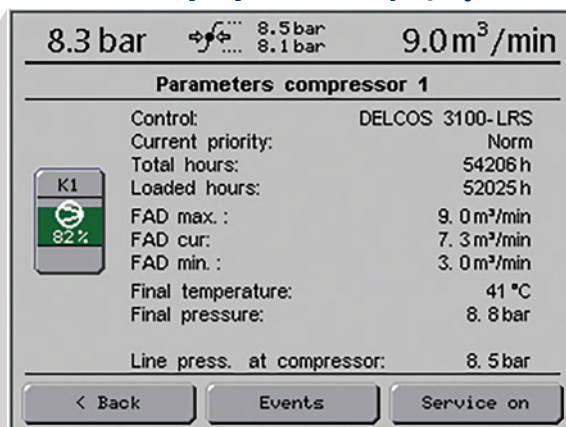 8.3 bar 8.5 bar 9.0 m³/min
8.1 bar
Parameters compressor 1
Control: DELCOS 3100-LRS
Current priority: Norm
Total hours: 54206 h
Loaded hours: 52025 h
K1
82%
FAD max. : 9. 0 m³/min
FAD cur: 7. 3 m³/min
FAD min. : 3. 0 m³/min
Final temperature: 41 °C
Final pressure: 8. 8 bar
Line press. at compressor: 8. 5 bar
< Back Events Service on